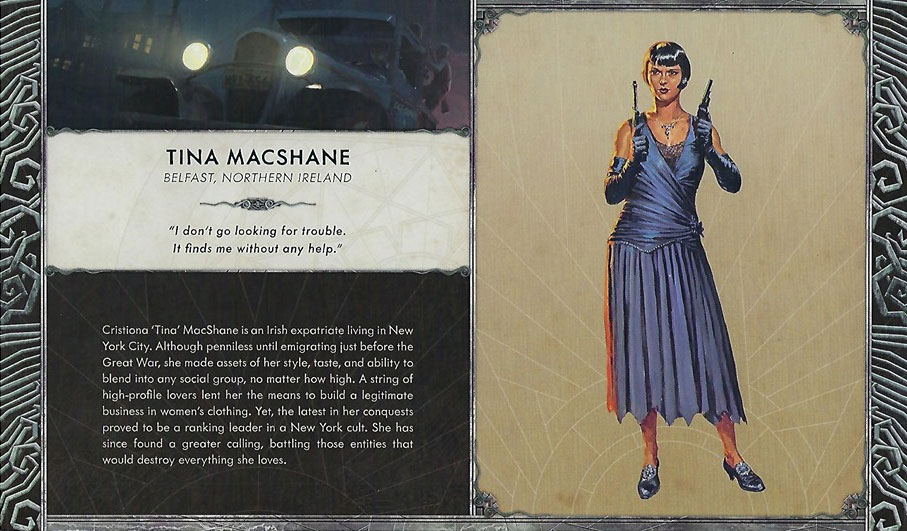 TINA MACSHANE
BELFAST, NORTHERN IRELAND
"I don't go looking for trouble.
It finds me without any help."
Cristiona 'Tina' MacShane is an Irish expatriate living in New
York City. Although penniless until emigrating just before the
Great War, she made assets of her style, taste, and ability to
blend into any social group, no matter how high. A string of
high-profile lovers lent her the means to build a legitimate
business in women's clothing. Yet, the latest in her conquests
proved to be a ranking leader in a New York cult. She has
since found a greater calling, battling those entities that
would destroy everything she loves.